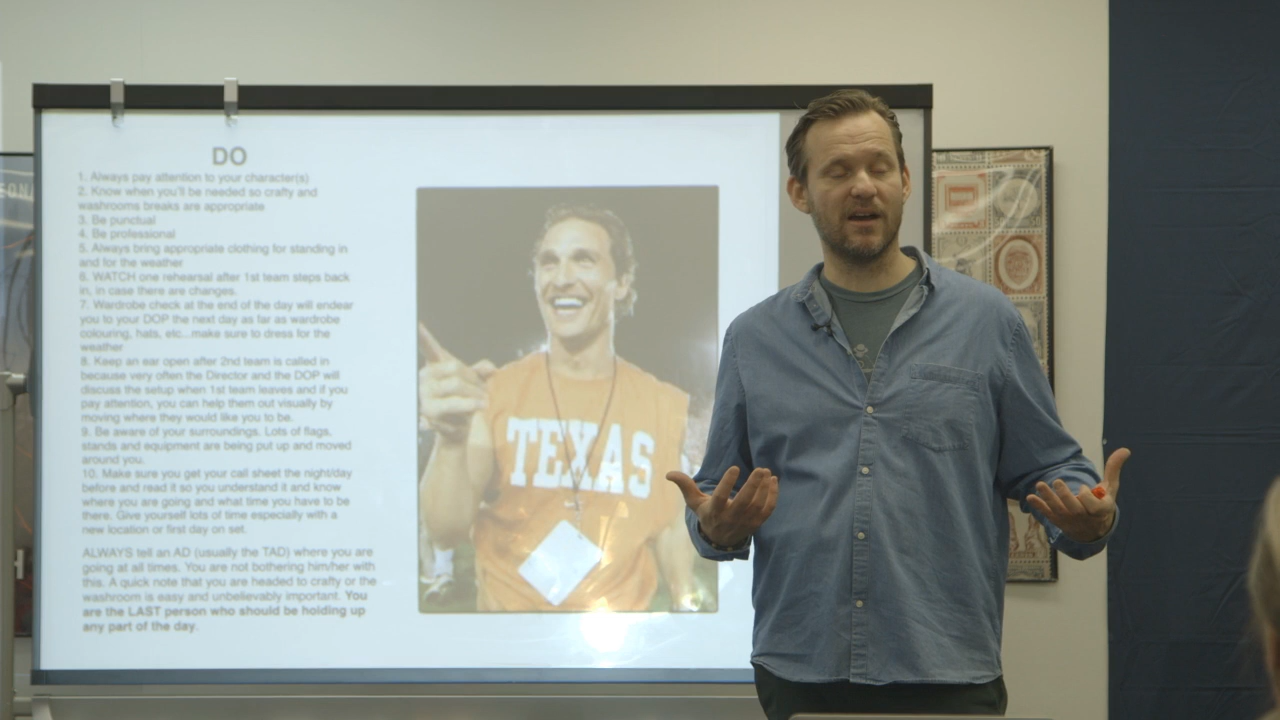 DO
1. Always pay attention to your character(s)
2. Know when you'll be needed so crafty and
washrooms breaks are appropriate
3. Be punctual
4. Be professional
5. Always bring appropriate clothing for standing in
and for the weather
6. WATCH one rehearsal after 1st team steps back
in, in case there are changes.
7. Wardrobe check at the end of the day will endear
you to your DOP the next day as far as wardrobe
colouring, hats, etc...make sure to dress for the
weather
8. Keep an ear open after 2nd team is called in
because very often the Director and the DOP will
discuss the setup when 1st team leaves and if you
pay attention, you can help them out visually by
moving where they would like you to be.
9. Be aware of your surroundings. Lots of flags,
stands and equipment are being put up and moved
around you.
10. Make sure you get your call sheet the night/day
before and read it so you understand it and know
where you are going and what time you have to be
there. Give yourself lots of time especially with a
new location or first day on set.
ALWAYS tell an AD (usually the TAD) where you are
going at all times. You are not bothering him/her with
this. A quick note that you are headed to crafty or the
washroom is easy and unbelievably important. You
are the LAST person who should be holding up
any part of the day.
TEXAS